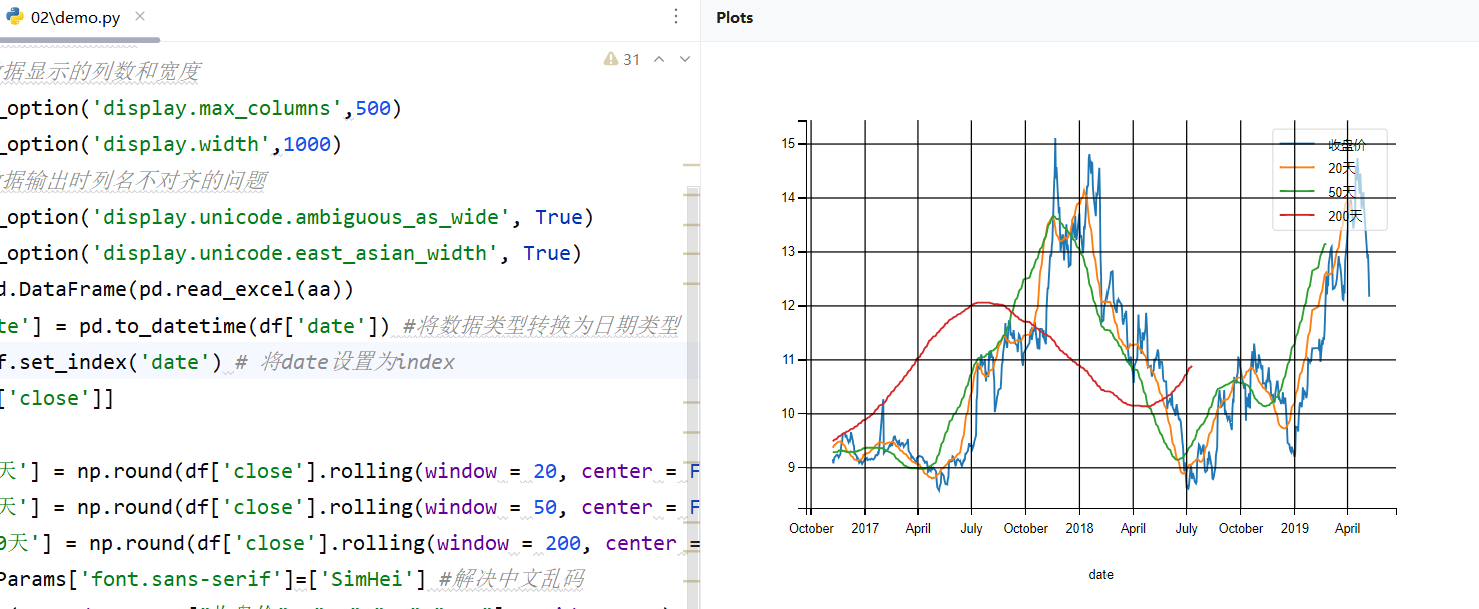 02\demo.py
Plots
31
据显示的列数和宽度
_option('display.max_columns',500)
_option('display.width',1000)
据输出时列名不对齐的问题
_option('display.unicode.ambiguous_as_wide', True)
_option('display.unicode.east_asian_width', True)
d.DataFrame(pd.read_excel(aa))
te'] = pd.to_datetime(df['date']) #将数据类型转换为日期类型
f.set_index('date') # 将date设置为index
['close']]
天'] = np.round(df['close'].rolling(window = 20, center = F
天'] = np.round(df['close'].rolling(window = 50, center = F
0天'] = np.round(df['close'].rolling(window = 200, center =
Params['font.sans-serif']=['SimHei'] #解决中文乱码
收盘价
20天
50天
200天
15
14
13
12
11
10
9
October 2017 April July October 2018 April July October 2019 April
date